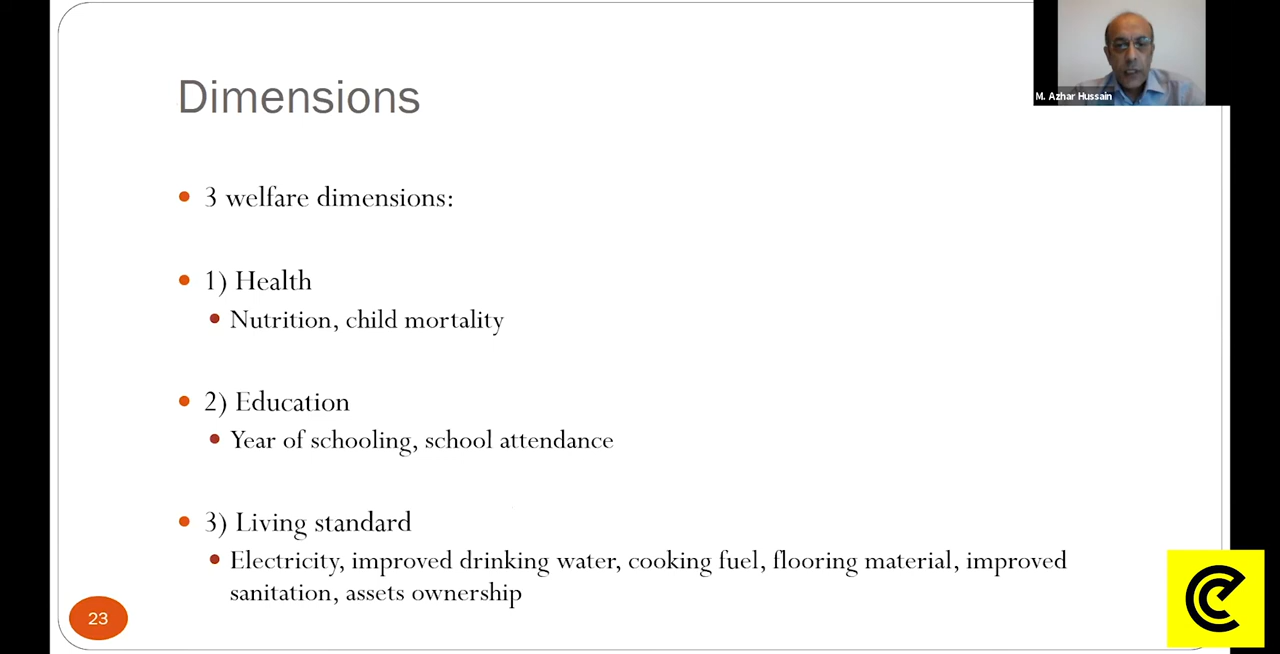 Dimensions
M. Azhar Hussain
3 welfare dimensions:
1) Health
Nutrition, child mortality
2) Education
Year of schooling, school attendance
3) Living standard
Electricity, improved drinking water, cooking fuel, flooring material, improved
sanitation, assets ownership
23